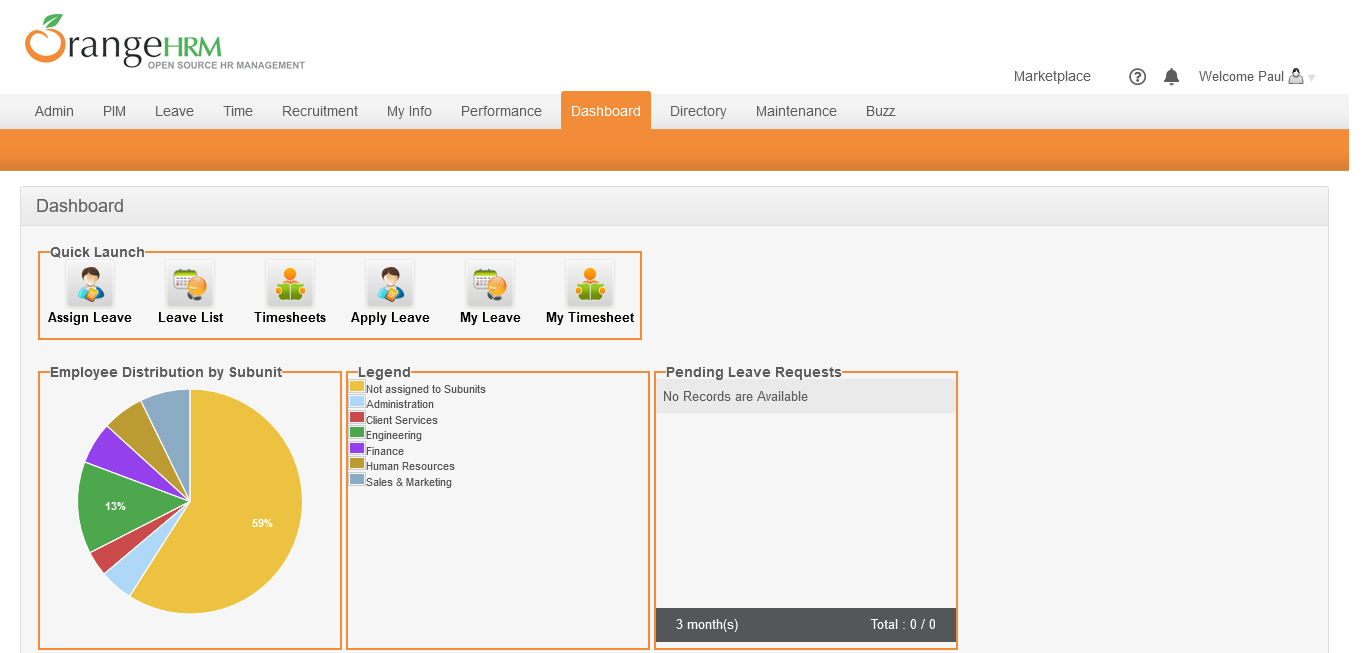 OrangeHRM
OPEN SOURCE HR MANAGEMENT
Marketplace ? Welcome Paul
Admin PIM Leave Time Recruitment My Info Performance Dashboard Directory Maintenance Buzz
Dashboard
Quick Launch
Assign Leave Leave List Timesheets Apply Leave My Leave My Timesheet
Employee Distribution by Subunit
13%
59%
Legend
Not assigned to Subunits
Administration
Client Services
Engineering
Finance
Human Resources
Sales & Marketing
Pending Leave Requests
No Records are Available
3 month(s) Total : 0 / 0